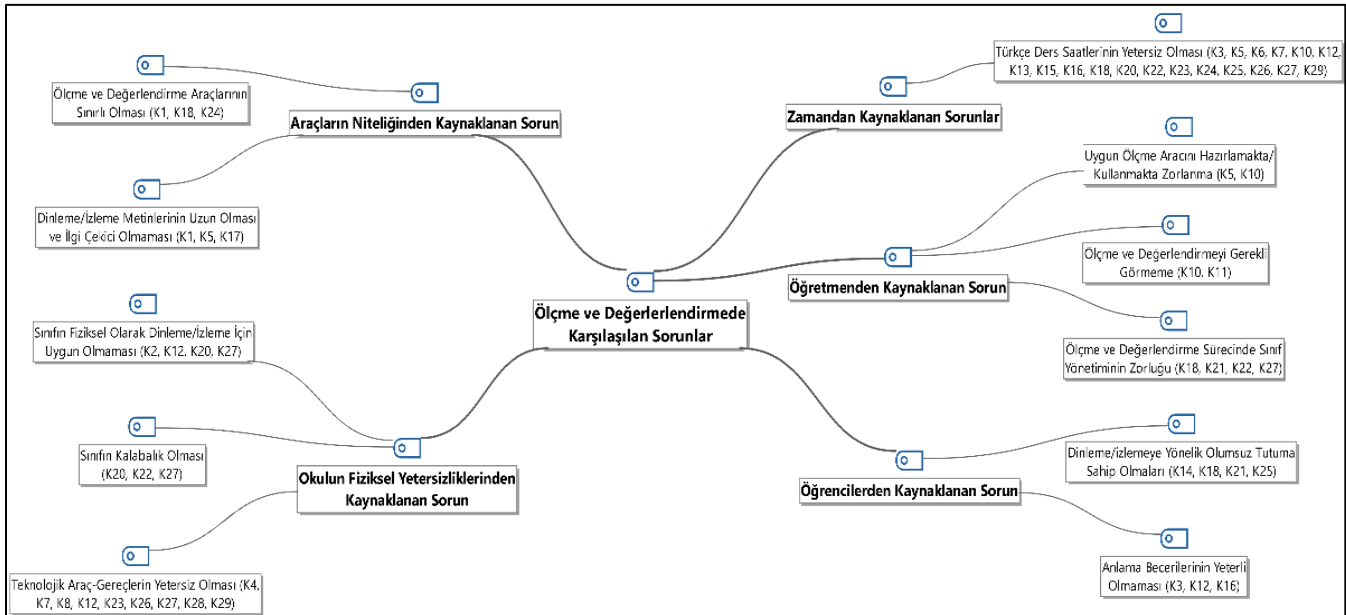 Ölçme ve Değerlendirme Araçlarının
Sınırlı Olması (K1, K18, K24)
Araçların Niteliğinden Kaynaklanan Sorun
Dinleme/İzleme Metinlerinin Uzun Olması
ve İlgi Çekici Olmaması (K1, K5, K17)
Türkçe Ders Saatlerinin Yetersiz Olması (K3, K5, K6, K7, K10, K12,
K13, K15, K16, K18, K20, K22, K23, K24, K25, K26, K27, K29)
Zamandan Kaynaklanan Sorunlar
Uygun Ölçme Aracını Hazırlamakta/
Kullanmakta Zorlanma (K5, K10)
Ölçme ve Değerlendirmeyi Gerekli
Görmeme (K10, K11)
Öğretmenden Kaynaklanan Sorun
Ölçme ve Değerlendirme Sürecinde Sınıf
Yönetiminin Zorluğu (K18, K21, K22, K27)
Ölçme ve Değerlerlendirmede
Karşılaşılan Sorunlar
Sınıfın Fiziksel Olarak Dinleme/İzleme İçin
Uygun Olmaması (K2, K12, K20, K27)
Sınıfın Kalabalık Olması
(K20, K22, K27)
Okulun Fiziksel Yetersizliklerinden
Kaynaklanan Sorun
Teknolojik Araç-Gereçlerin Yetersiz Olması (K4,
K7, K8, K12, K23, K26, K27, K28, K29)
Dinleme/izlemeye Yönelik Olumsuz Tutuma
Sahip Olmaları (K14, K18, K21, K25)
Öğrencilerden Kaynaklanan Sorun
Anlama Becerilerinin Yeterli
Olmaması (K3, K12, K16)